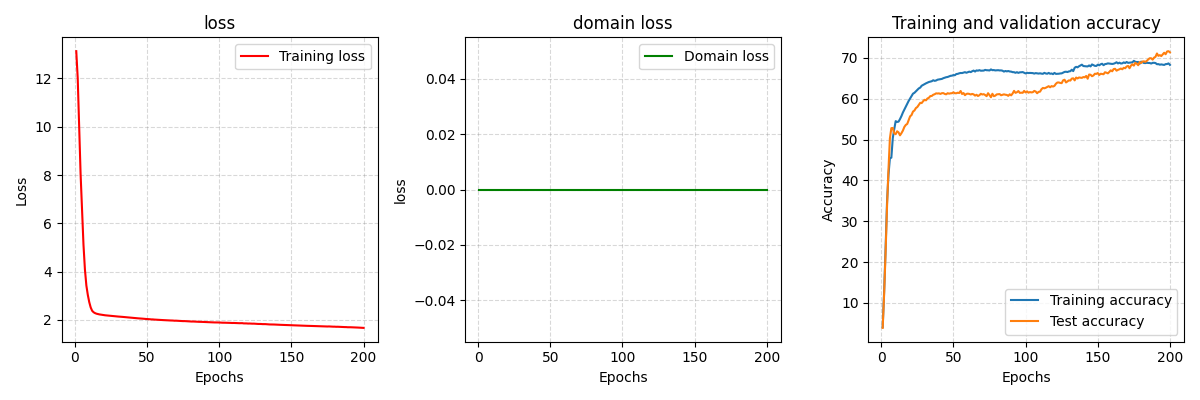 loss
Training loss
12
10
8
6
4
2
0
50
100
150
200
Loss
Epochs
domain loss
Domain loss
0.04
0.02
0.00
−0.02
−0.04
0
50
100
150
200
loss
Epochs
Training and validation accuracy
70
60
50
40
30
20
10
0
50
100
150
200
Accuracy
Epochs
Training accuracy
Test accuracy